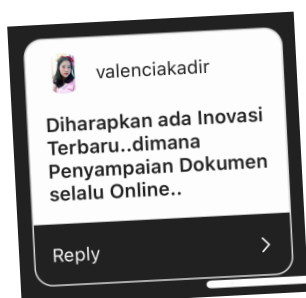 valenciakadir
Diharapkan ada Inovasi
Terbaru..dimana
Penyampaian Dokumen
selalu Online..
Reply